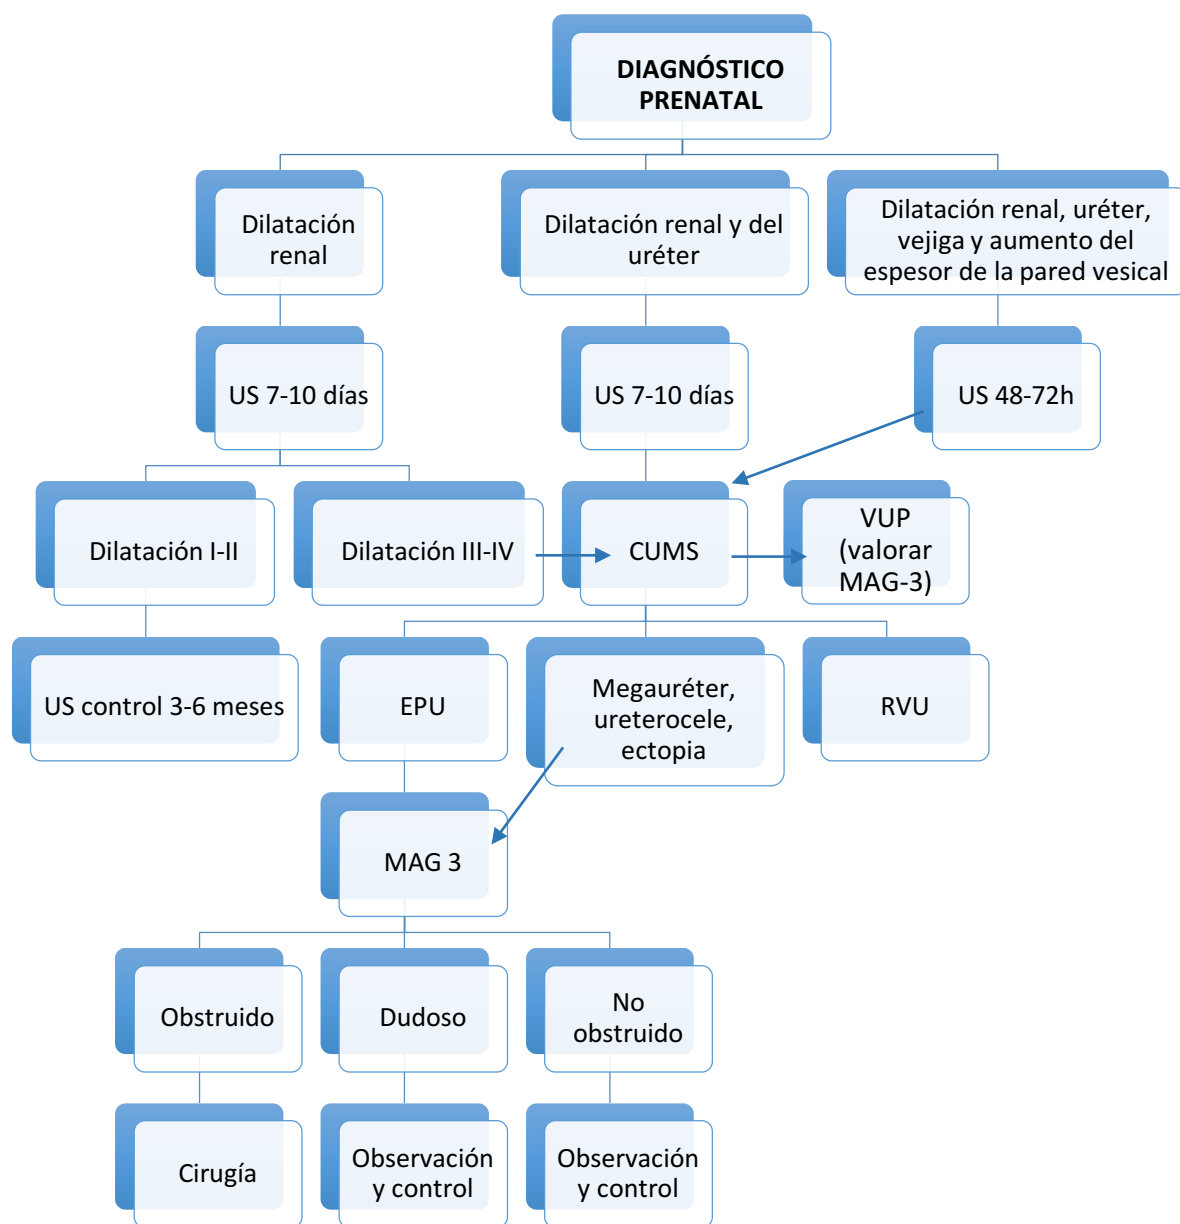 DIAGNÓSTICO
PRENATAL
Dilatación
renal
Dilatación renal y del
uréter
Dilatación renal, uréter,
vejiga y aumento del
espesor de la pared vesical
US 7-10 días
US 7-10 días
US 48-72h
Dilatación I-II
Dilatación III-IV
CUMS
VUP
(valorar
MAG-3)
US control 3-6 meses
EPU
Megauréter,
ureterocele,
ectopia
RVU
MAG 3
Obstruido
Dudoso
No
obstruido
Cirugía
Observación
y control
Observación
y control